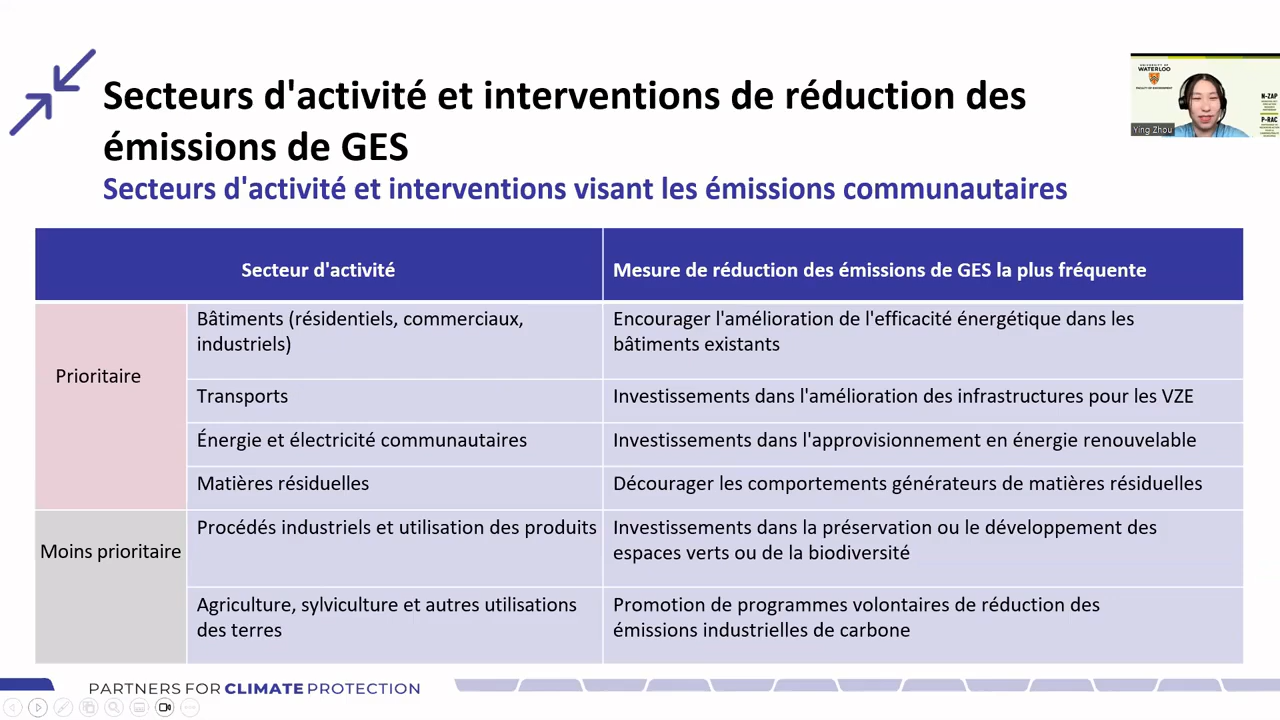 Secteurs d'activité et interventions de réduction des
émissions de GES
Secteurs d'activité et interventions visant les émissions communautaires
UNIVERSITY OF
WATERLOO
FACULTY OF ENVIRONMENT
N-ZAP
P-RAC
Ying Zhou
Secteur d'activité
Mesure de réduction des émissions de GES la plus fréquente
Prioritaire
Bâtiments (résidentiels, commerciaux,
industriels)
Encourager l'amélioration de l'efficacité énergétique dans les
bâtiments existants
Transports
Investissements dans l'amélioration des infrastructures pour les VZE
Énergie et électricité communautaires
Investissements dans l'approvisionnement en énergie renouvelable
Matières résiduelles
Décourager les comportements générateurs de matières résiduelles
Moins prioritaire
Procédés industriels et utilisation des produits
Investissements dans la préservation ou le développement des
espaces verts ou de la biodiversité
Agriculture, sylviculture et autres utilisations
des terres
Promotion de programmes volontaires de réduction des
émissions industrielles de carbone
PARTNERS FOR CLIMATE PROTECTION